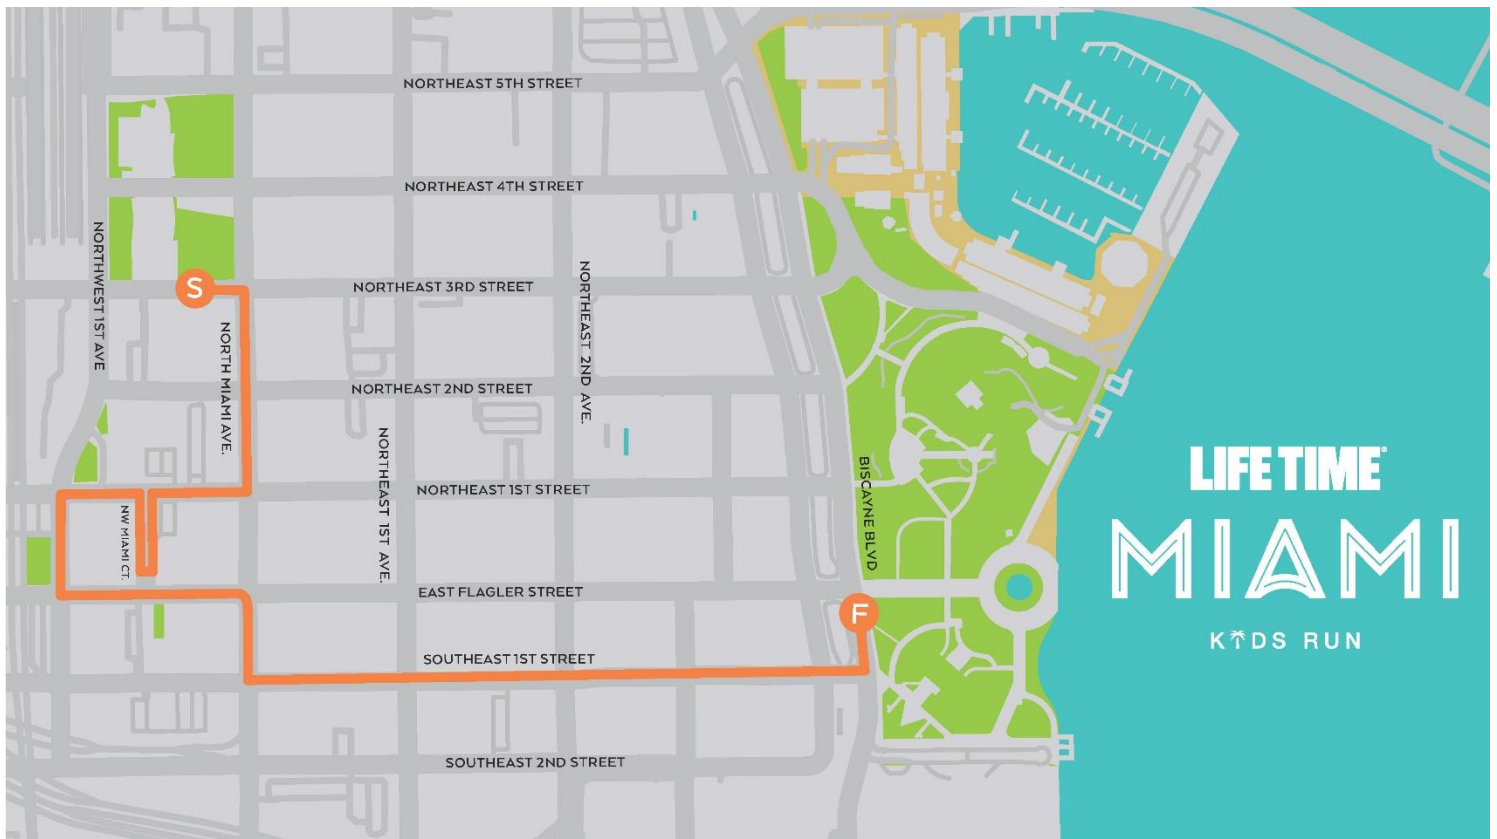 NORTHEAST 5TH STREET
NORTHEAST 4TH STREET
NORTHWEST 1ST AVE
S
NORTHEAST 3RD STREET
NORTHEAST 2ND AVE.
NORTH MIAMI AVE.
NORTHEAST 2ND STREET
NORTHEAST 1ST AVE.
BISCAYNE BLVD
NORTHEAST 1ST STREET
NW MIAMI CT.
EAST FLAGLER STREET
F
SOUTHEAST 1ST STREET
SOUTHEAST 2ND STREET
LIFE TIME®
MIAMI
KIDS RUN